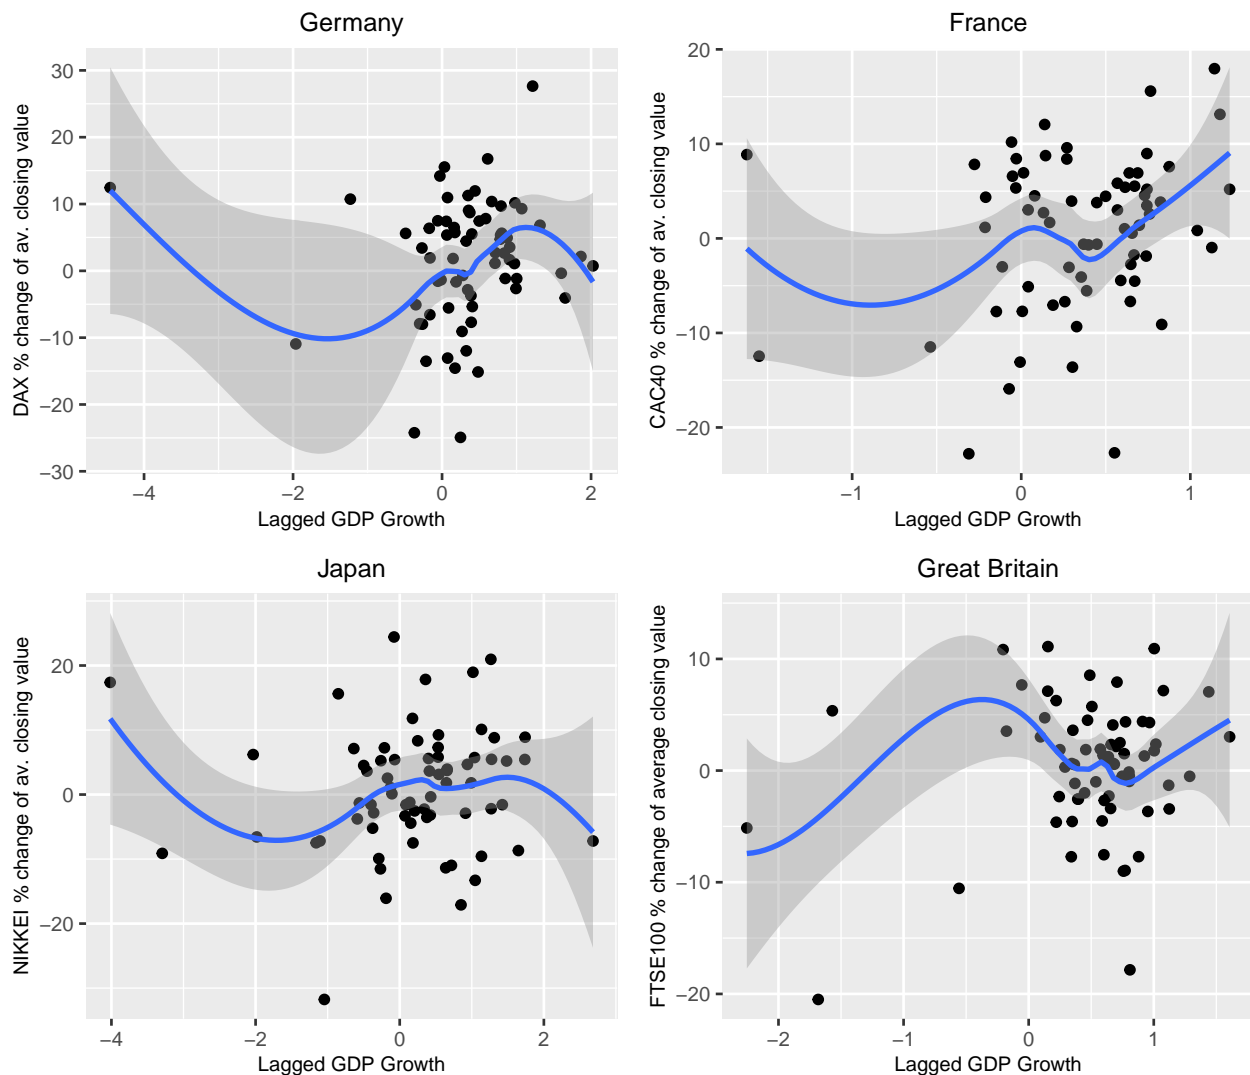 Germany
DAX % change of av. closing value
30
20
10
0
−10
−20
−30
−4
−2
0
2
Lagged GDP Growth
France
CAC40 % change of av. closing value
20
10
0
−10
−20
−1
0
1
Lagged GDP Growth
Japan
NIKKEI % change of av. closing value
20
0
−20
−4
−2
0
2
Lagged GDP Growth
Great Britain
FTSE100 % change of average closing value
10
0
−10
−20
−2
−1
0
1
Lagged GDP Growth